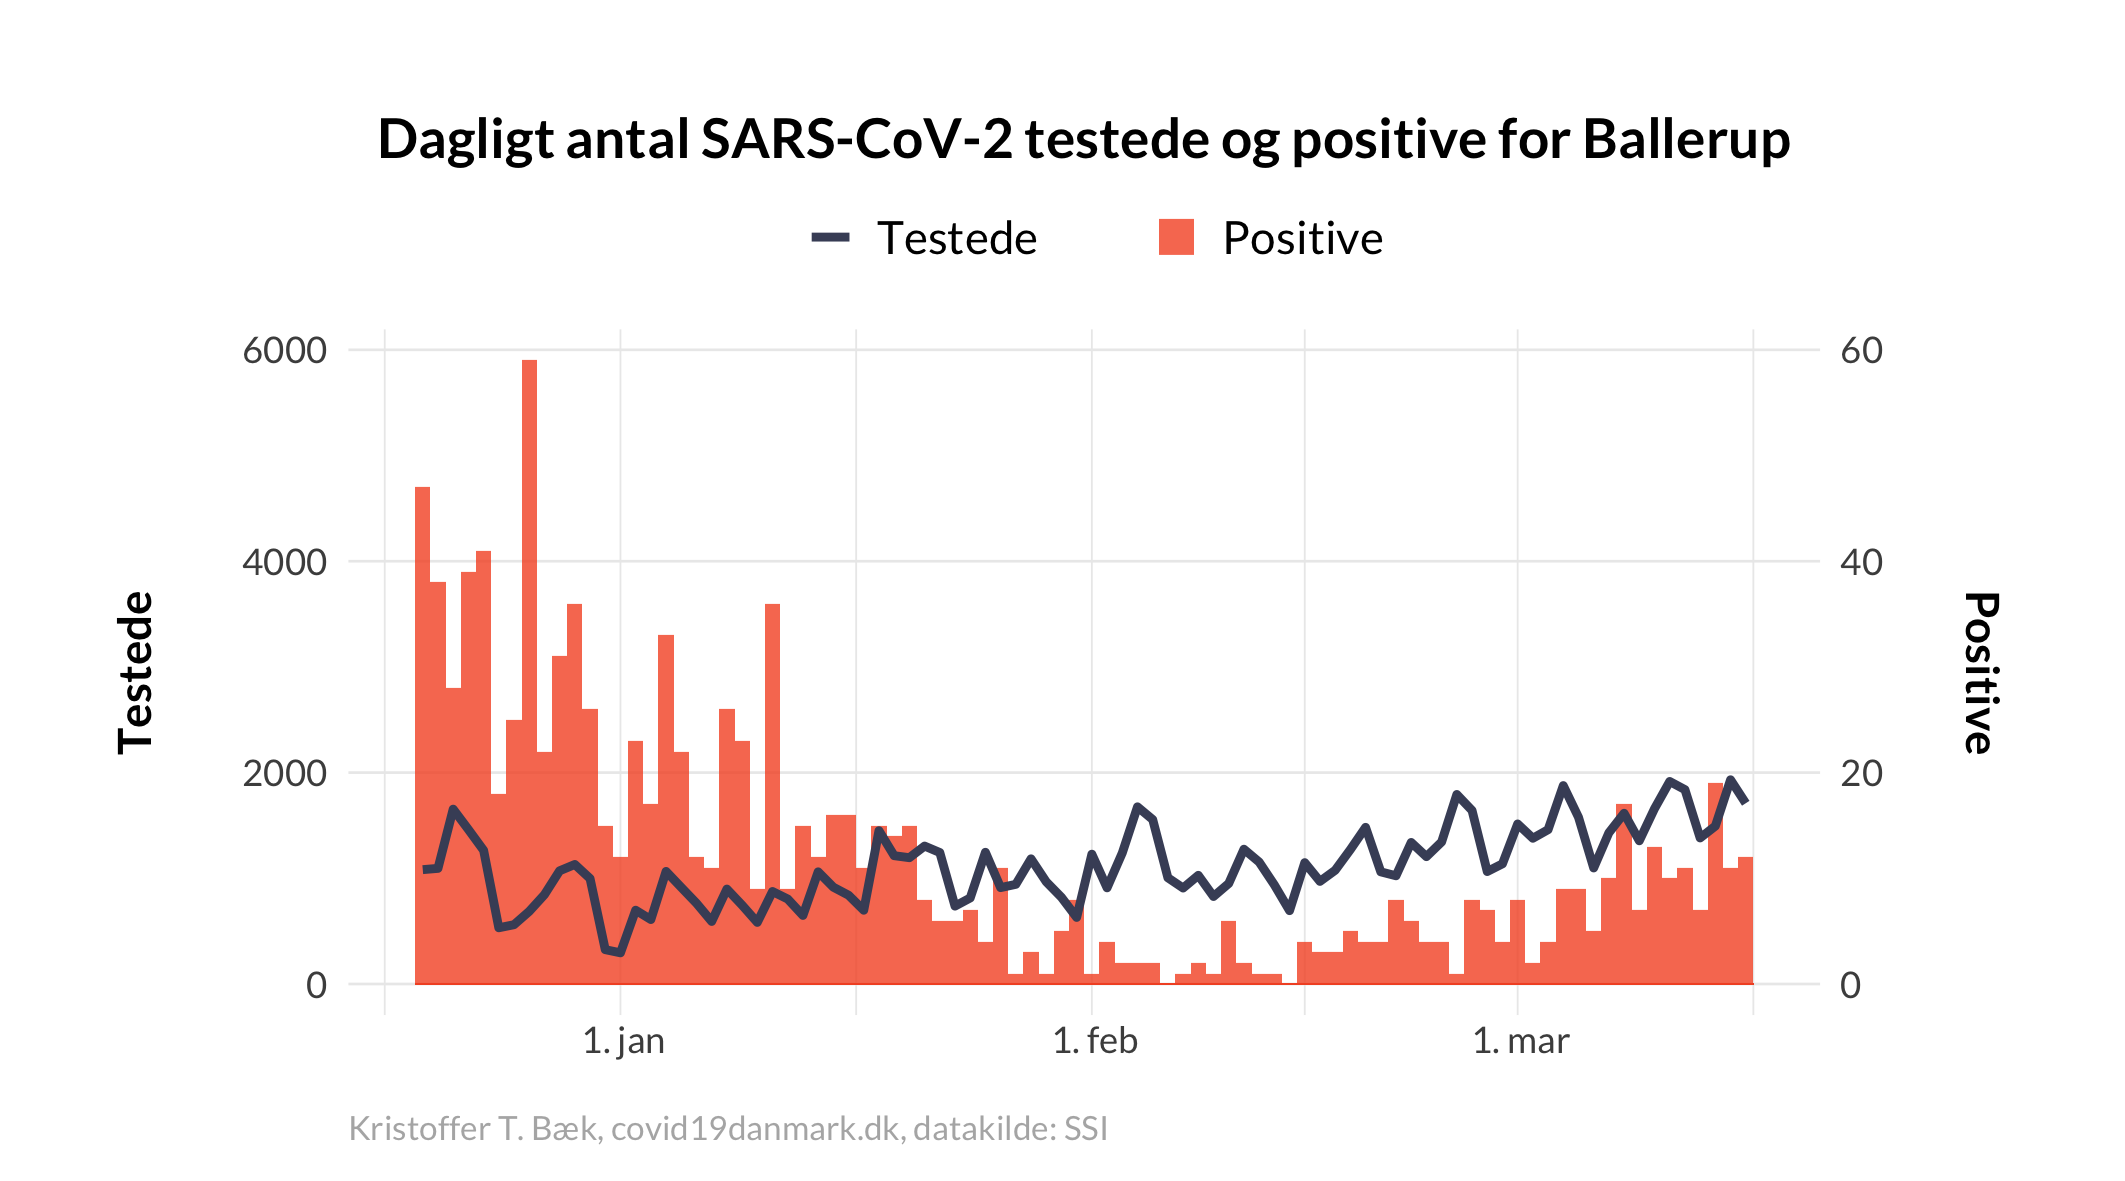 Dagligt antal SARS-CoV-2 testede og positive for Ballerup
Testede Positive
6000 60
4000 40
2000 20
0 0
Testede
Positive
1. jan 1. feb 1. mar
Kristoffer T. Bæk, covid19danmark.dk, datakilde: SSI